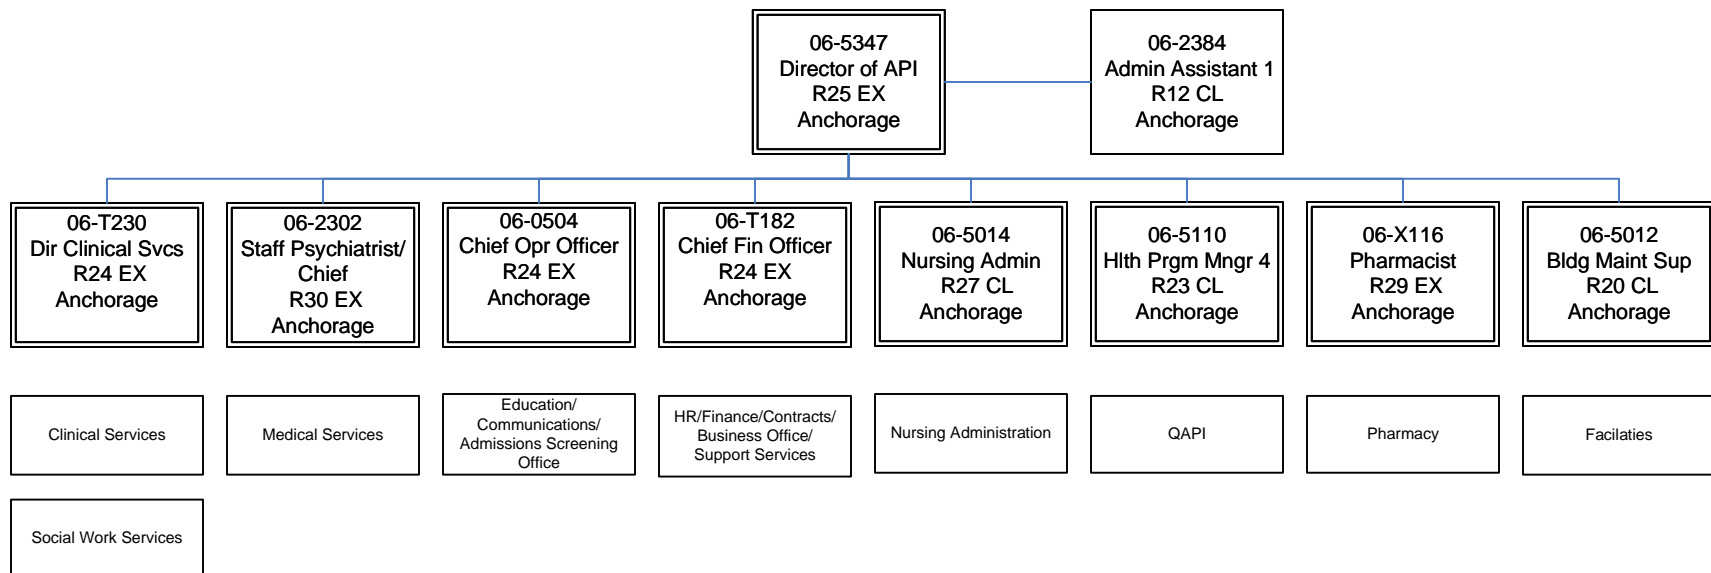 06-5347
Director of API
R25 EX
Anchorage
06-2384
Admin Assistant 1
R12 CL
Anchorage
06-T230
Dir Clinical Svcs
R24 EX
Anchorage
06-2302
Staff Psychiatrist/
Chief
R30 EX
Anchorage
06-0504
Chief Opr Officer
R24 EX
Anchorage
06-T182
Chief Fin Officer
R24 EX
Anchorage
06-5014
Nursing Admin
R27 CL
Anchorage
06-5110
Hlth Prgm Mngr 4
R23 CL
Anchorage
06-X116
Pharmacist
R29 EX
Anchorage
06-5012
Bldg Maint Sup
R20 CL
Anchorage
Clinical Services
Medical Services
Education/
Communications/
Admissions Screening
Office
HR/Finance/Contracts/
Business Office/
Support Services
Nursing Administration
QAPI
Pharmacy
Facilaties
Social Work Services